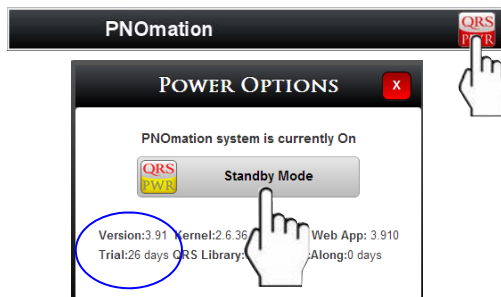 PNOmation
QRS
PWR
POWER OPTIONS
X
PNOmation system is currently On
QRS
PWR
Standby Mode
Version:3.91 Kernel:2.6.36 Web App: 3.910
Trial:26 days QRS Library: Along:0 days